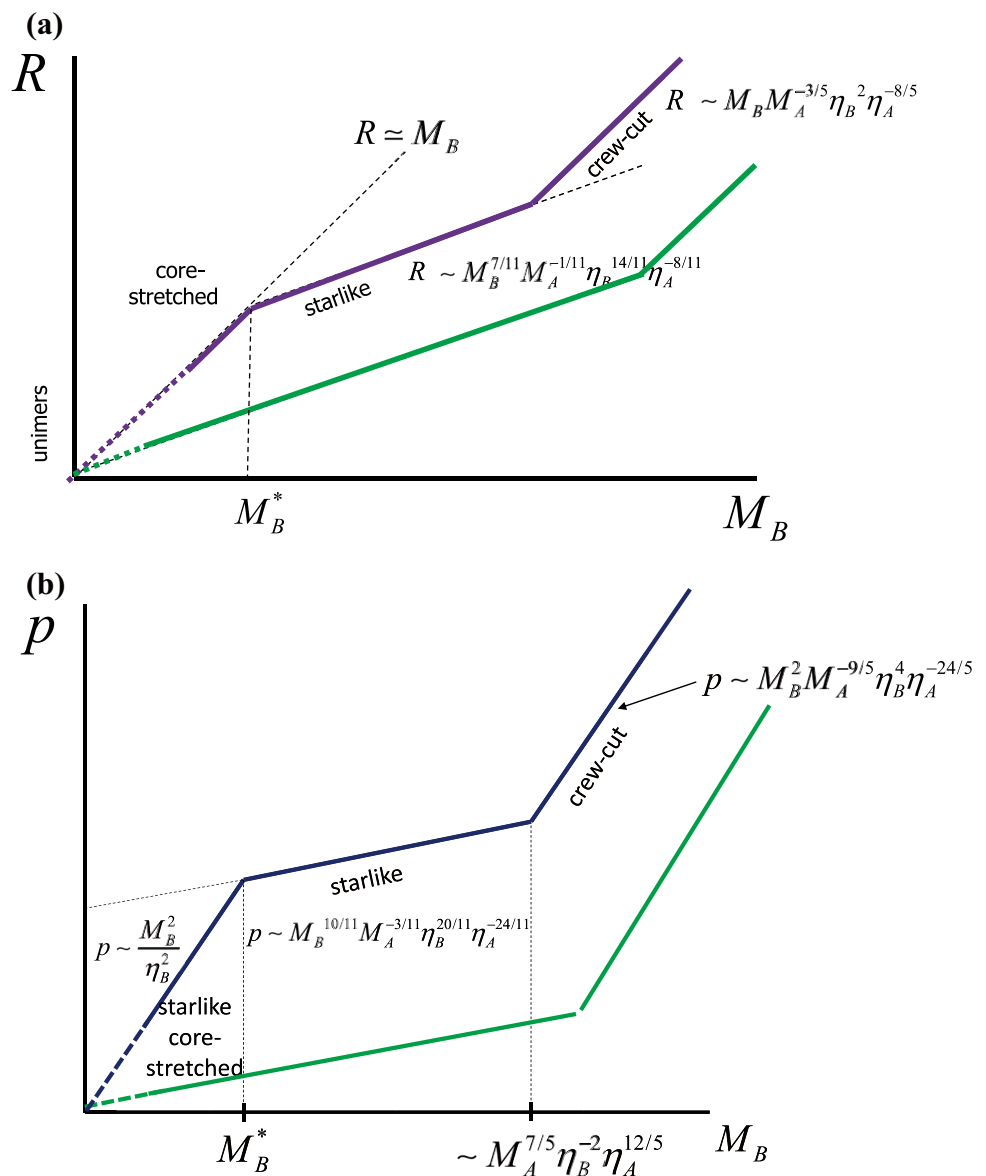 (a)
R
R ≃ M_B
R ~ M_B M_A^{-3/5} η_B^2 η_A^{-8/5}
crew-cut
core-
stretched
starlike
R ~ M_B^{7/11} M_A^{-1/11} η_B^{14/11} η_A^{-8/11}
unimers
M_B^*
M_B
(b)
p
p ~ M_B^2 M_A^{-9/5} η_B^4 η_A^{-24/5}
crew-cut
starlike
p ~ M_B^2 / η_B^2
p ~ M_B^{10/11} M_A^{-3/11} η_B^{20/11} η_A^{-24/11}
starlike
core-
stretched
M_B^*
~ M_A^{7/5} η_B^{-2} η_A^{12/5}
M_B